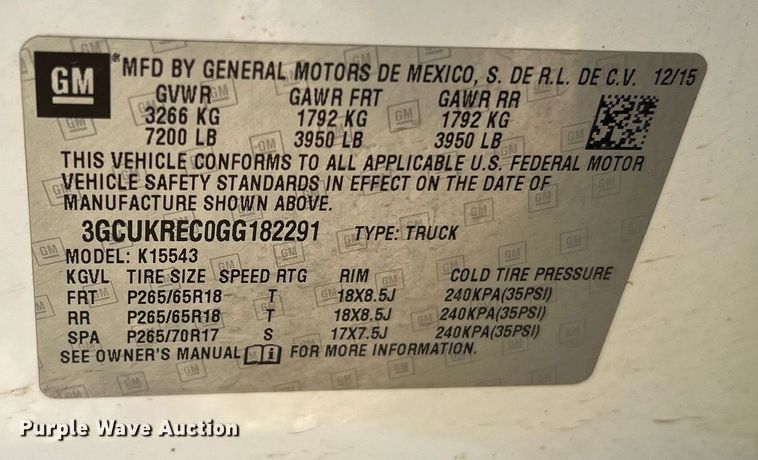 GM MFD BY GENERAL MOTORS DE MEXICO, S. DE R.L. DE C.V. 12/15
GVWR GAWR FRT GAWR RR
3266 KG 1792 KG 1792 KG
7200 LB 3950 LB 3950 LB
THIS VEHICLE CONFORMS TO ALL APPLICABLE U.S. FEDERAL MOTOR
VEHICLE SAFETY STANDARDS IN EFFECT ON THE DATE OF
MANUFACTURE SHOWN ABOVE.
3GCUKREC0GG182291 TYPE: TRUCK
MODEL: K15543
KGVL TIRE SIZE SPEED RTG RIM COLD TIRE PRESSURE
FRT P265/65R18 T 18X8.5J 240KPA(35PSI)
RR P265/65R18 T 18X8.5J 240KPA(35PSI)
SPA P265/70R17 S 17X7.5J 240KPA(35PSI)
SEE OWNER'S MANUAL i FOR MORE INFORMATION.
Purple Wave Auction